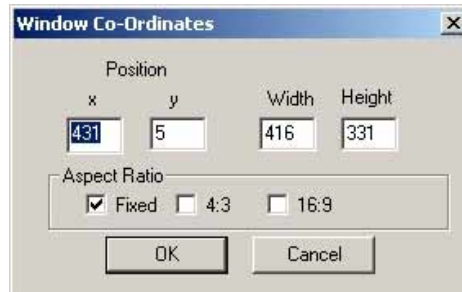 Window Co-Ordinates
Position
x y Width Height
431 5 416 331
Aspect Ratio
Fixed 4:3 16:9
OK Cancel